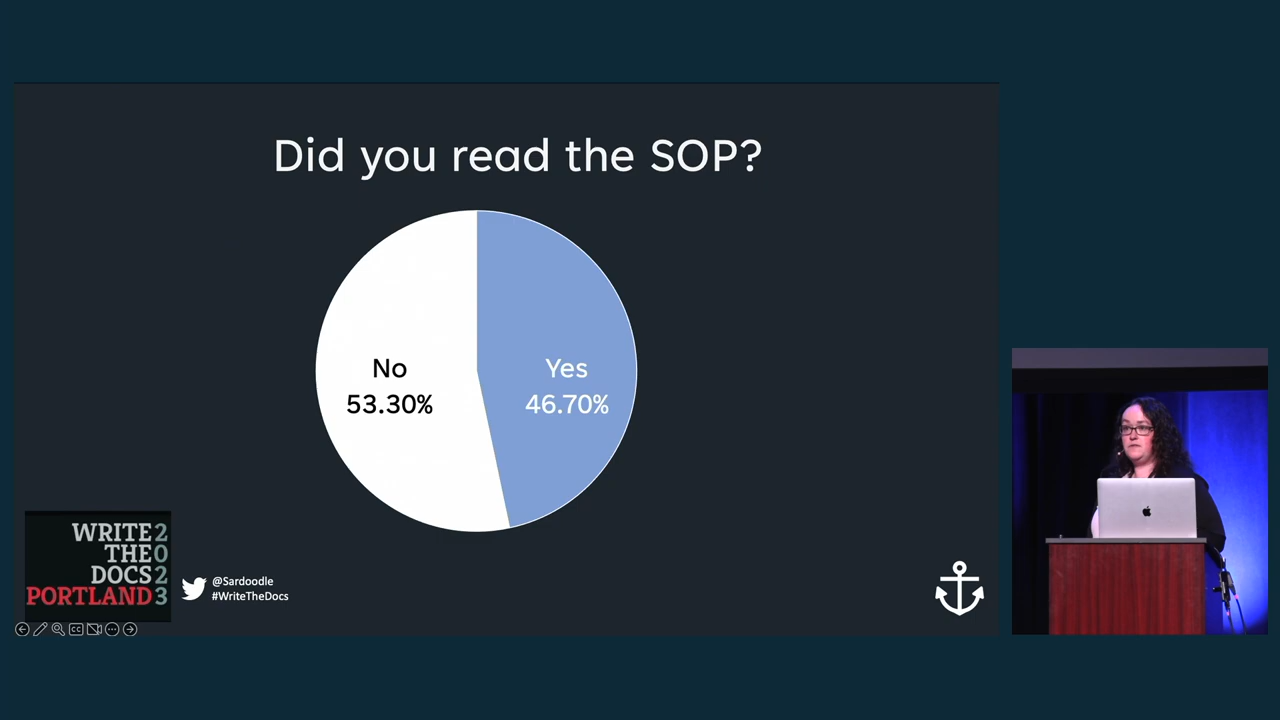 Did you read the SOP?
No
53.30%
Yes
46.70%
WRITE 2
THE 0
DOCS 2
PORTLAND 3
@Sardoodle
#WriteTheDocs
CC